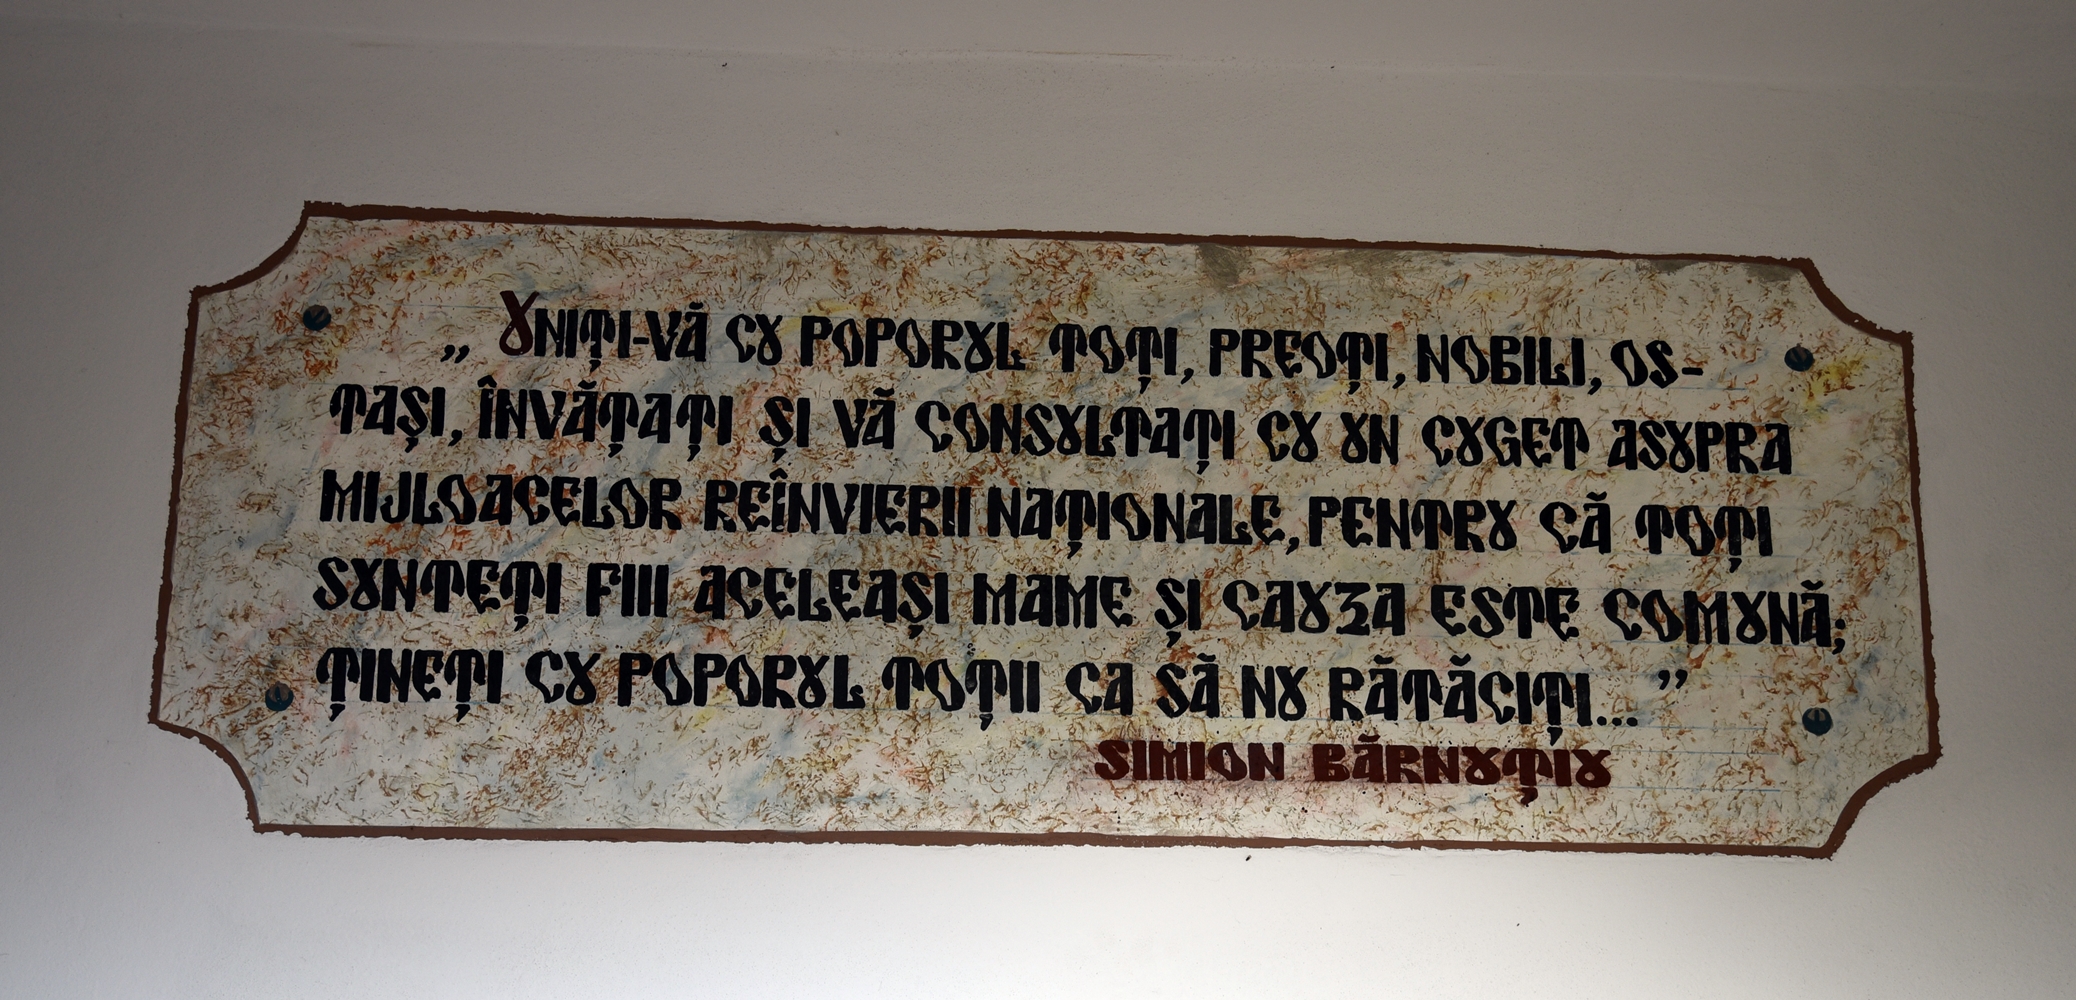 „ UNIȚI-VĂ CU POPORUL TOȚI, PREOȚI, NOBILI, OS-
TAȘI, ÎNVĂȚAȚI ȘI VĂ CONSULTAȚI CU UN CUGET ASUPRA
MIJLOACELOR REÎNVIERII NAȚIONALE, PENTRU CĂ TOȚI
SUNTEȚI FIII ACELEAȘI MAME ȘI CAUZA ESTE COMUNĂ;
ȚINEȚI CU POPORUL TOȚII CA SĂ NU RĂTĂCIȚI... ”
SIMION BĂRNUȚIU